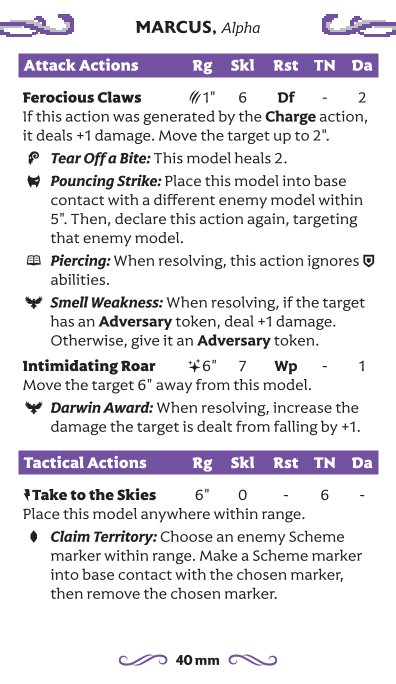 MARCUS, Alpha
Attack Actions Rg Skl Rst TN Da
Ferocious Claws 1" 6 Df - 2
If this action was generated by the Charge action,
it deals +1 damage. Move the target up to 2".
Tear Off a Bite: This model heals 2.
Pouncing Strike: Place this model into base
contact with a different enemy model within
5". Then, declare this action again, targeting
that enemy model.
Piercing: When resolving, this action ignores
abilities.
Smell Weakness: When resolving, if the target
has an Adversary token, deal +1 damage.
Otherwise, give it an Adversary token.
Intimidating Roar 6" 7 Wp - 1
Move the target 6" away from this model.
Darwin Award: When resolving, increase the
damage the target is dealt from falling by +1.
Tactical Actions Rg Skl Rst TN Da
Take to the Skies 6" 0 - 6 -
Place this model anywhere within range.
Claim Territory: Choose an enemy Scheme
marker within range. Make a Scheme marker
into base contact with the chosen marker,
then remove the chosen marker.
40 mm